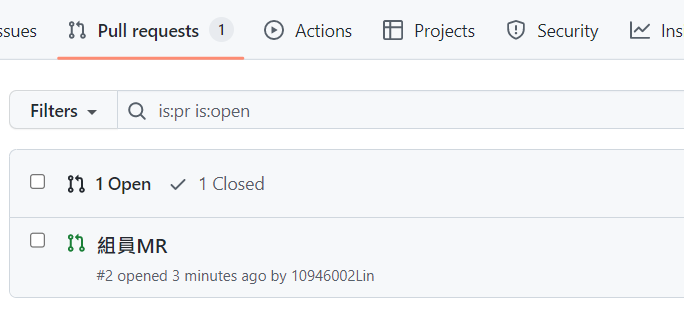 ssues Pull requests 1 Actions Projects Security Ins
Filters is:pr is:open
1 Open 1 Closed
組員MR
#2 opened 3 minutes ago by 10946002Lin